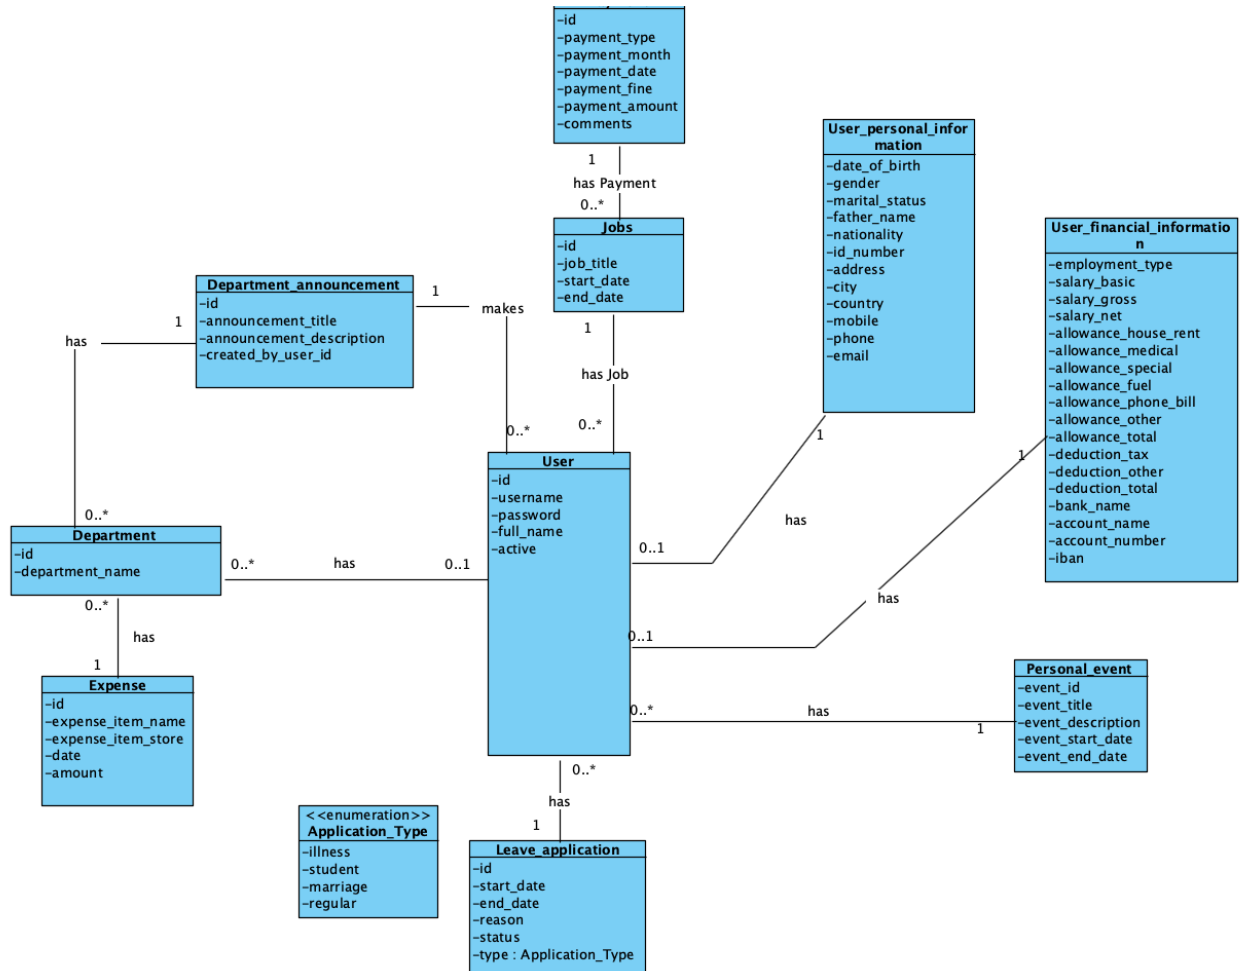 -id
-payment_type
-payment_month
-payment_date
-payment_fine
-payment_amount
-comments
1
has Payment
0..*
Jobs
-id
-job_title
-start_date
-end_date
1
has Job
0..*
User_personal_infor
mation
-date_of_birth
-gender
-marital_status
-father_name
-nationality
-id_number
-address
-city
-country
-mobile
-phone
-email
1
has
0..1
User_financial_informatio
n
-employment_type
-salary_basic
-salary_gross
-salary_net
-allowance_house_rent
-allowance_medical
-allowance_special
-allowance_fuel
-allowance_phone_bill
-allowance_other
-allowance_total
-deduction_tax
-deduction_other
-deduction_total
-bank_name
-account_name
-account_number
-iban
1
has
0..1
Department_announcement
-id
-announcement_title
-announcement_description
-created_by_user_id
1
makes
0..*
1
has
0..*
User
-id
-username
-password
-full_name
-active
Department
-id
-department_name
0..*
has
0..1
0..*
has
1
Expense
-id
-expense_item_name
-expense_item_store
-date
-amount
Personal_event
-event_id
-event_title
-event_description
-event_start_date
-event_end_date
0..*
has
1
0..*
has
1
<<enumeration>>
Application_Type
-illness
-student
-marriage
-regular
Leave_application
-id
-start_date
-end_date
-reason
-status
-type : Application_Type